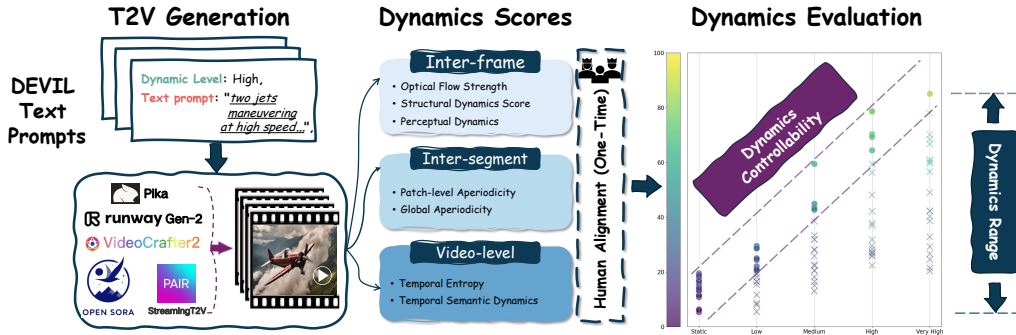 T2V Generation
Dynamics Scores
Dynamics Evaluation
DEVIL
Text
Prompts
Dynamic Level: High,
Text prompt: "two jets
maneuvering
at high speed...",
Pika
runway Gen-2
VideoCrafter2
OPEN SORA
PAIR
StreamingT2V
Inter-frame
• Optical Flow Strength
• Structural Dynamics Score
• Perceptual Dynamics
Inter-segment
• Patch-level Aperiodicity
• Global Aperiodicity
Video-level
• Temporal Entropy
• Temporal Semantic Dynamics
Human Alignment (One-Time)
100
80
60
40
20
0
Dynamics
Controllability
Static
Low
Medium
High
Very High
Dynamics Range